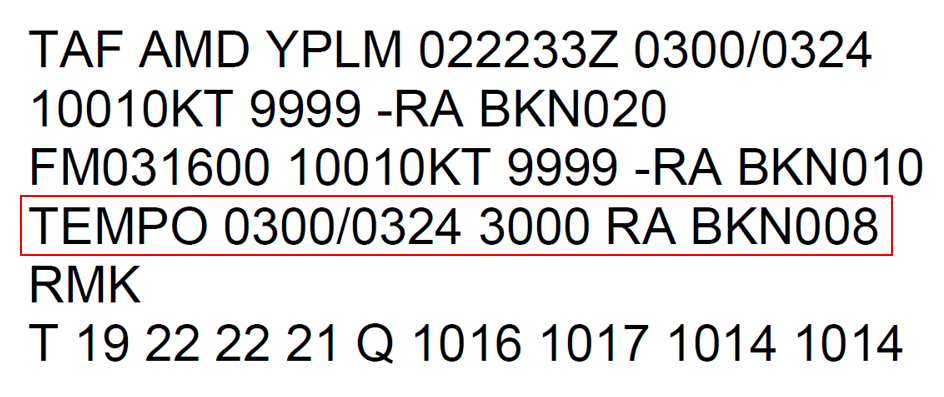 TAF AMD YPLM 022233Z 0300/0324
10010KT 9999 -RA BKN020
FM031600 10010KT 9999 -RA BKN010
TEMPO 0300/0324 3000 RA BKN008
RMK
T 19 22 22 21 Q 1016 1017 1014 1014